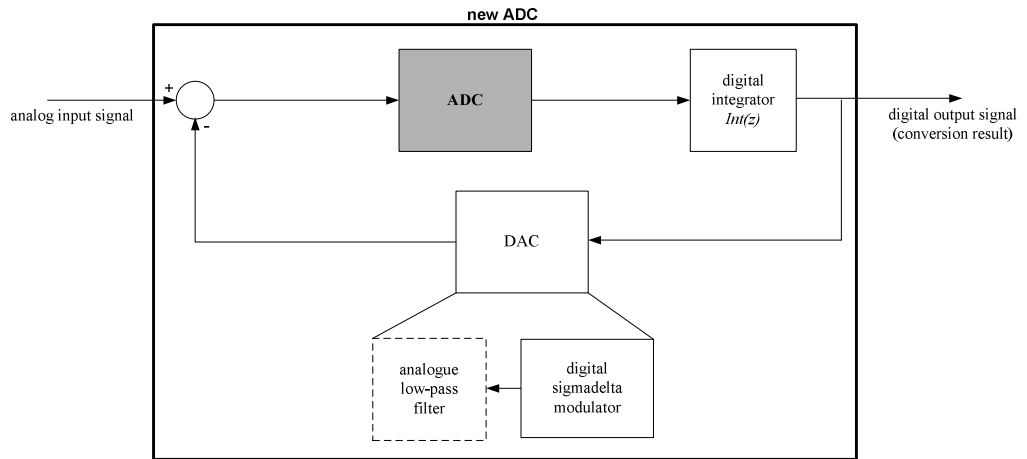 new ADC
+
analog input signal
-
ADC
digital
integrator
Int(z)
digital output signal
(conversion result)
DAC
analogue
low-pass
filter
digital
sigmadelta
modulator